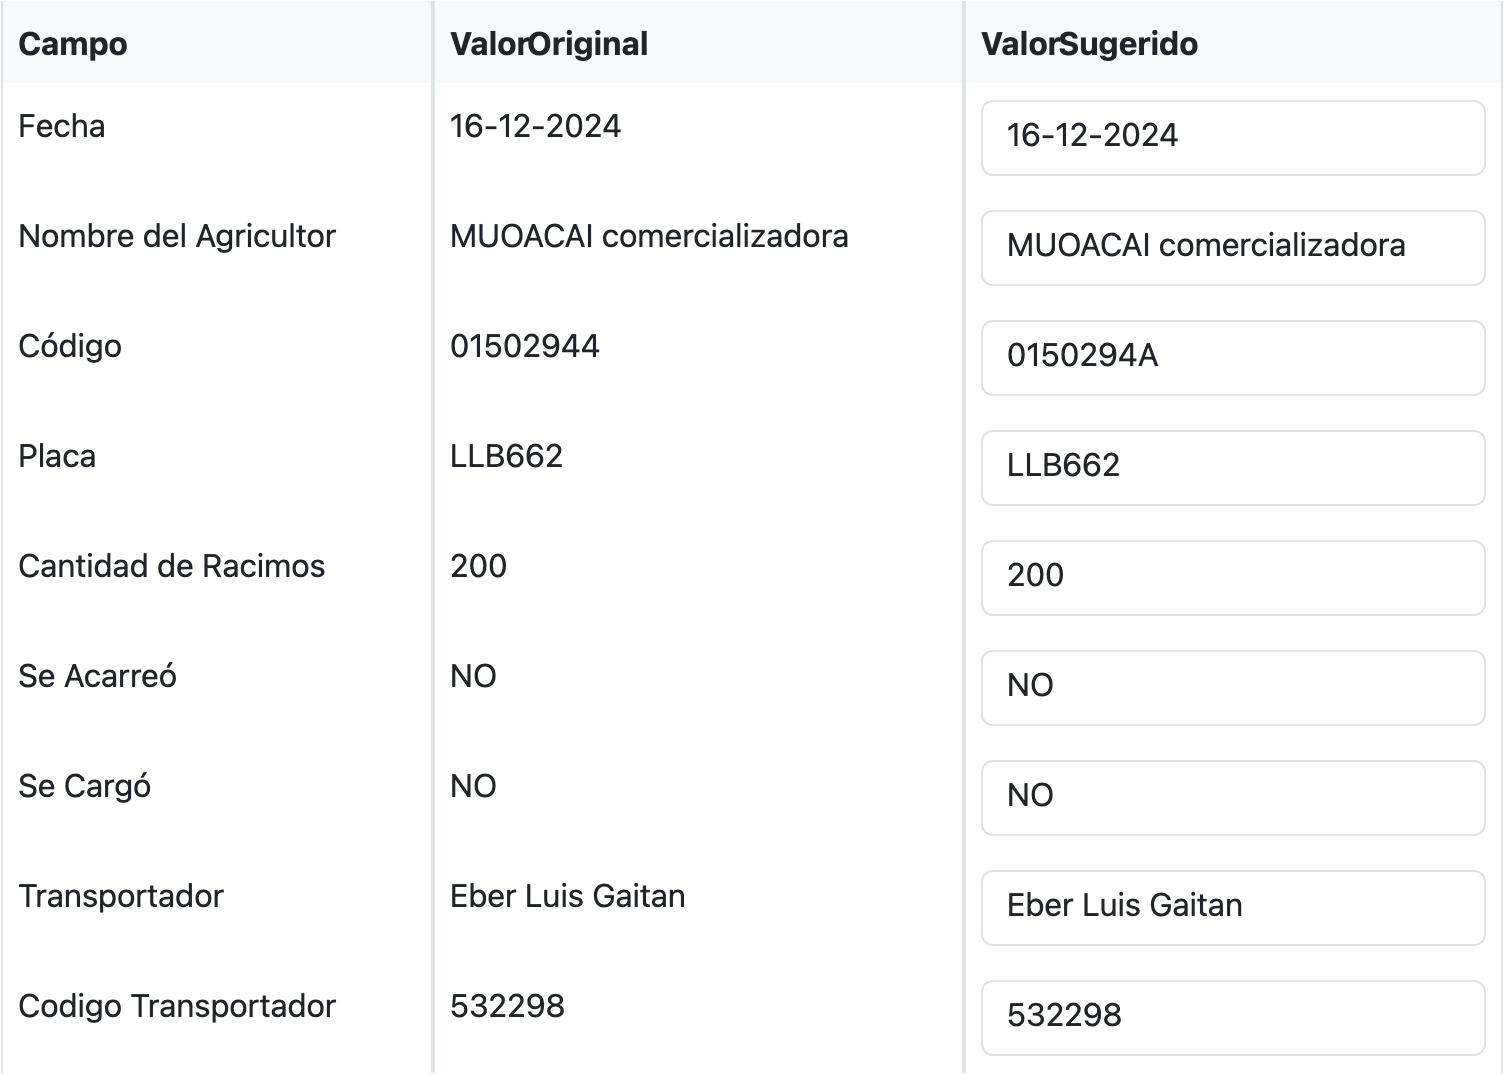 Campo ValorOriginal ValorSugerido
Fecha 16-12-2024 16-12-2024
Nombre del Agricultor MUOACAI comercializadora MUOACAI comercializadora
Código 01502944 0150294A
Placa LLB662 LLB662
Cantidad de Racimos 200 200
Se Acarreó NO NO
Se Cargó NO NO
Transportador Eber Luis Gaitan Eber Luis Gaitan
Codigo Transportador 532298 532298